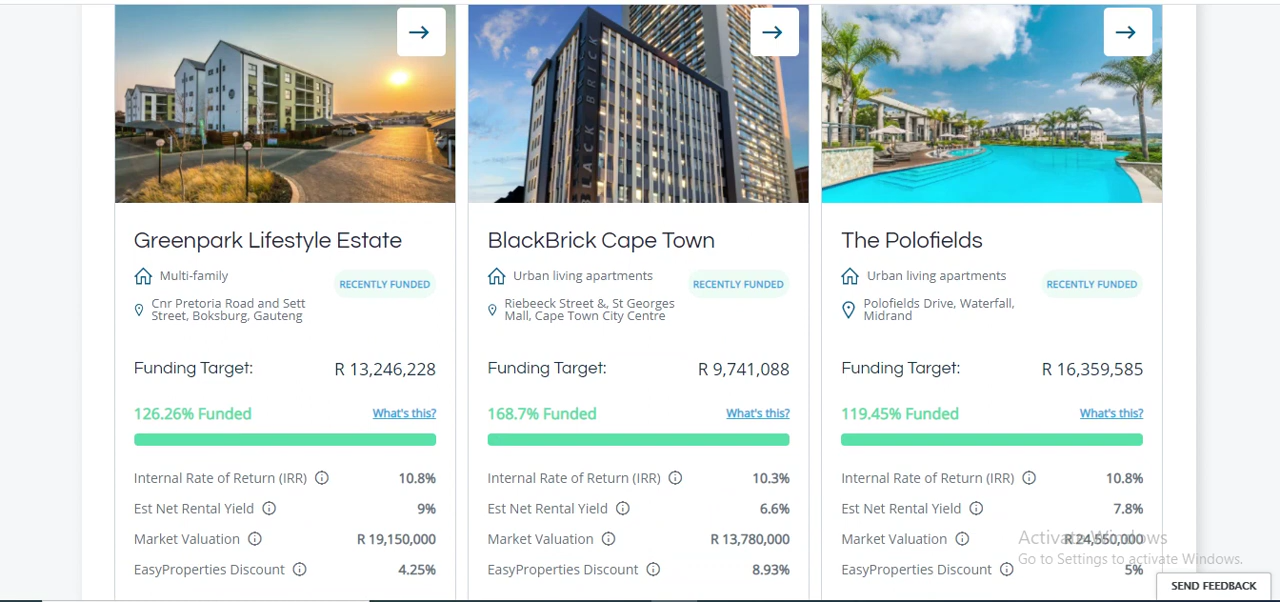 BLACK BRICK
Greenpark Lifestyle Estate
Multi-family
RECENTLY FUNDED
Cnr Pretoria Road and Sett
Street, Boksburg, Gauteng
Funding Target: R 13,246,228
126.26% Funded What's this?
Internal Rate of Return (IRR) 10.8%
Est Net Rental Yield 9%
Market Valuation R 19,150,000
EasyProperties Discount 4.25%
BlackBrick Cape Town
Urban living apartments
RECENTLY FUNDED
Riebeeck Street &, St Georges
Mall, Cape Town City Centre
Funding Target: R 9,741,088
168.7% Funded What's this?
Internal Rate of Return (IRR) 10.3%
Est Net Rental Yield 6.6%
Market Valuation R 13,780,000
EasyProperties Discount 8.93%
The Polofields
Urban living apartments
RECENTLY FUNDED
Polofields Drive, Waterfall,
Midrand
Funding Target: R 16,359,585
119.45% Funded What's this?
Internal Rate of Return (IRR) 10.8%
Est Net Rental Yield 7.8%
Market Valuation R 24,550,000
EasyProperties Discount 5%
Activate Windows
Go to Settings to activate Windows.
SEND FEEDBACK